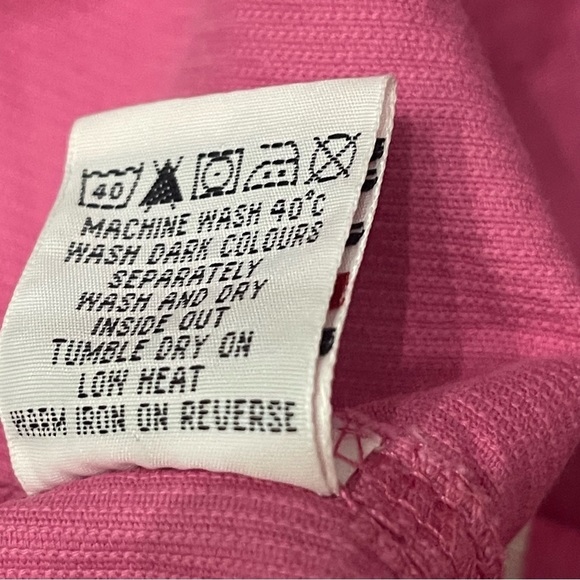 40
MACHINE WASH 40°C
WASH DARK COLOURS
SEPARATELY
WASH AND DRY
INSIDE OUT
TUMBLE DRY ON
LOW HEAT
WARM IRON ON REVERSE